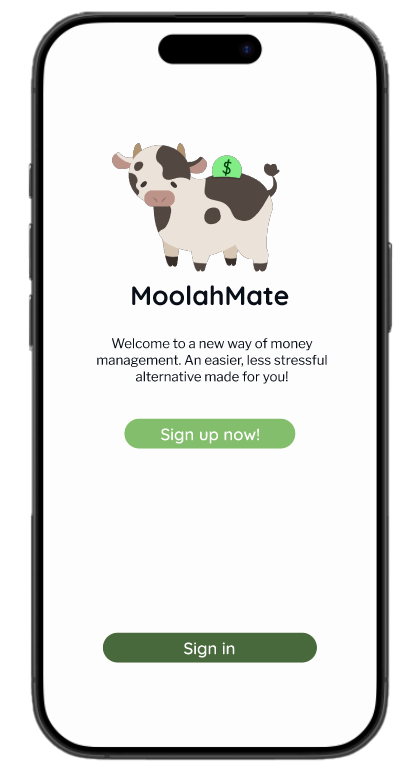 $
MoolahMate
Welcome to a new way of money
management. An easier, less stressful
alternative made for you!
Sign up now!
Sign in